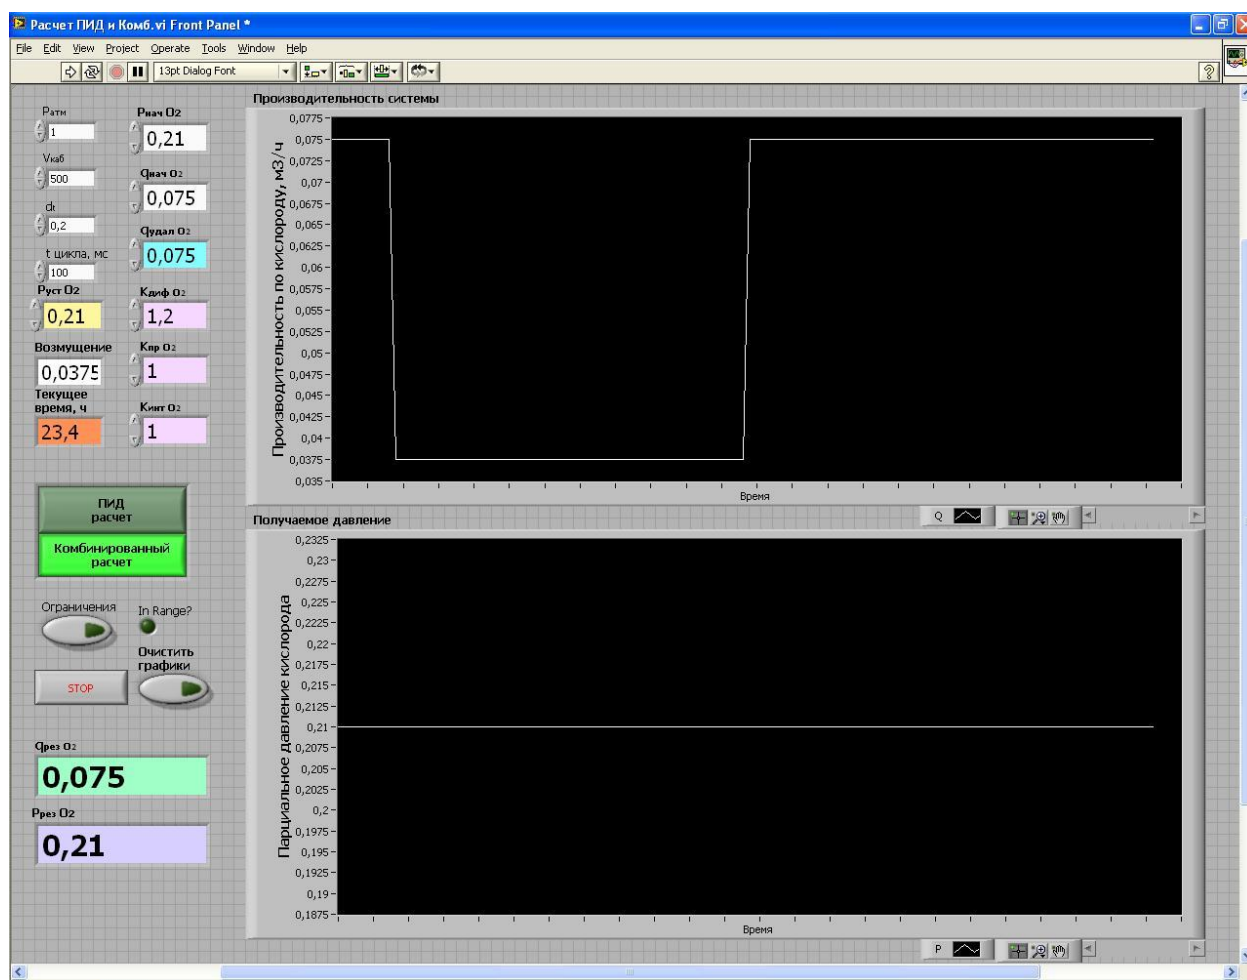 Расчет ПИД и Комб.vi Front Panel *
File Edit View Project Operate Tools Window Help
13pt Dialog Font
Pатм
1
Vкаб
500
dt
0,2
t цикла, мс
100
Pуст O2
0,21
Возмущение
0,0375
Текущее
время, ч
23,4
Pнач O2
0,21
Qнач O2
0,075
Qудал O2
0,075
Kдиф O2
1,2
Kпр O2
1
Kинт O2
1
ПИД
расчет
Комбинированный
расчет
Ограничения
In Range?
Очистить
графики
STOP
Qрез O2
0,075
Pрез O2
0,21
Производительность системы
Производительность по кислороду, м3/ч
0,0775
0,075
0,0725
0,07
0,0675
0,065
0,0625
0,06
0,0575
0,055
0,0525
0,05
0,0475
0,045
0,0425
0,04
0,0375
0,035
Время
Q
Получаемое давление
Парциальное давление кислорода
0,2325
0,23
0,2275
0,225
0,2225
0,22
0,2175
0,215
0,2125
0,21
0,2075
0,205
0,2025
0,2
0,1975
0,195
0,1925
0,19
0,1875
Время
P